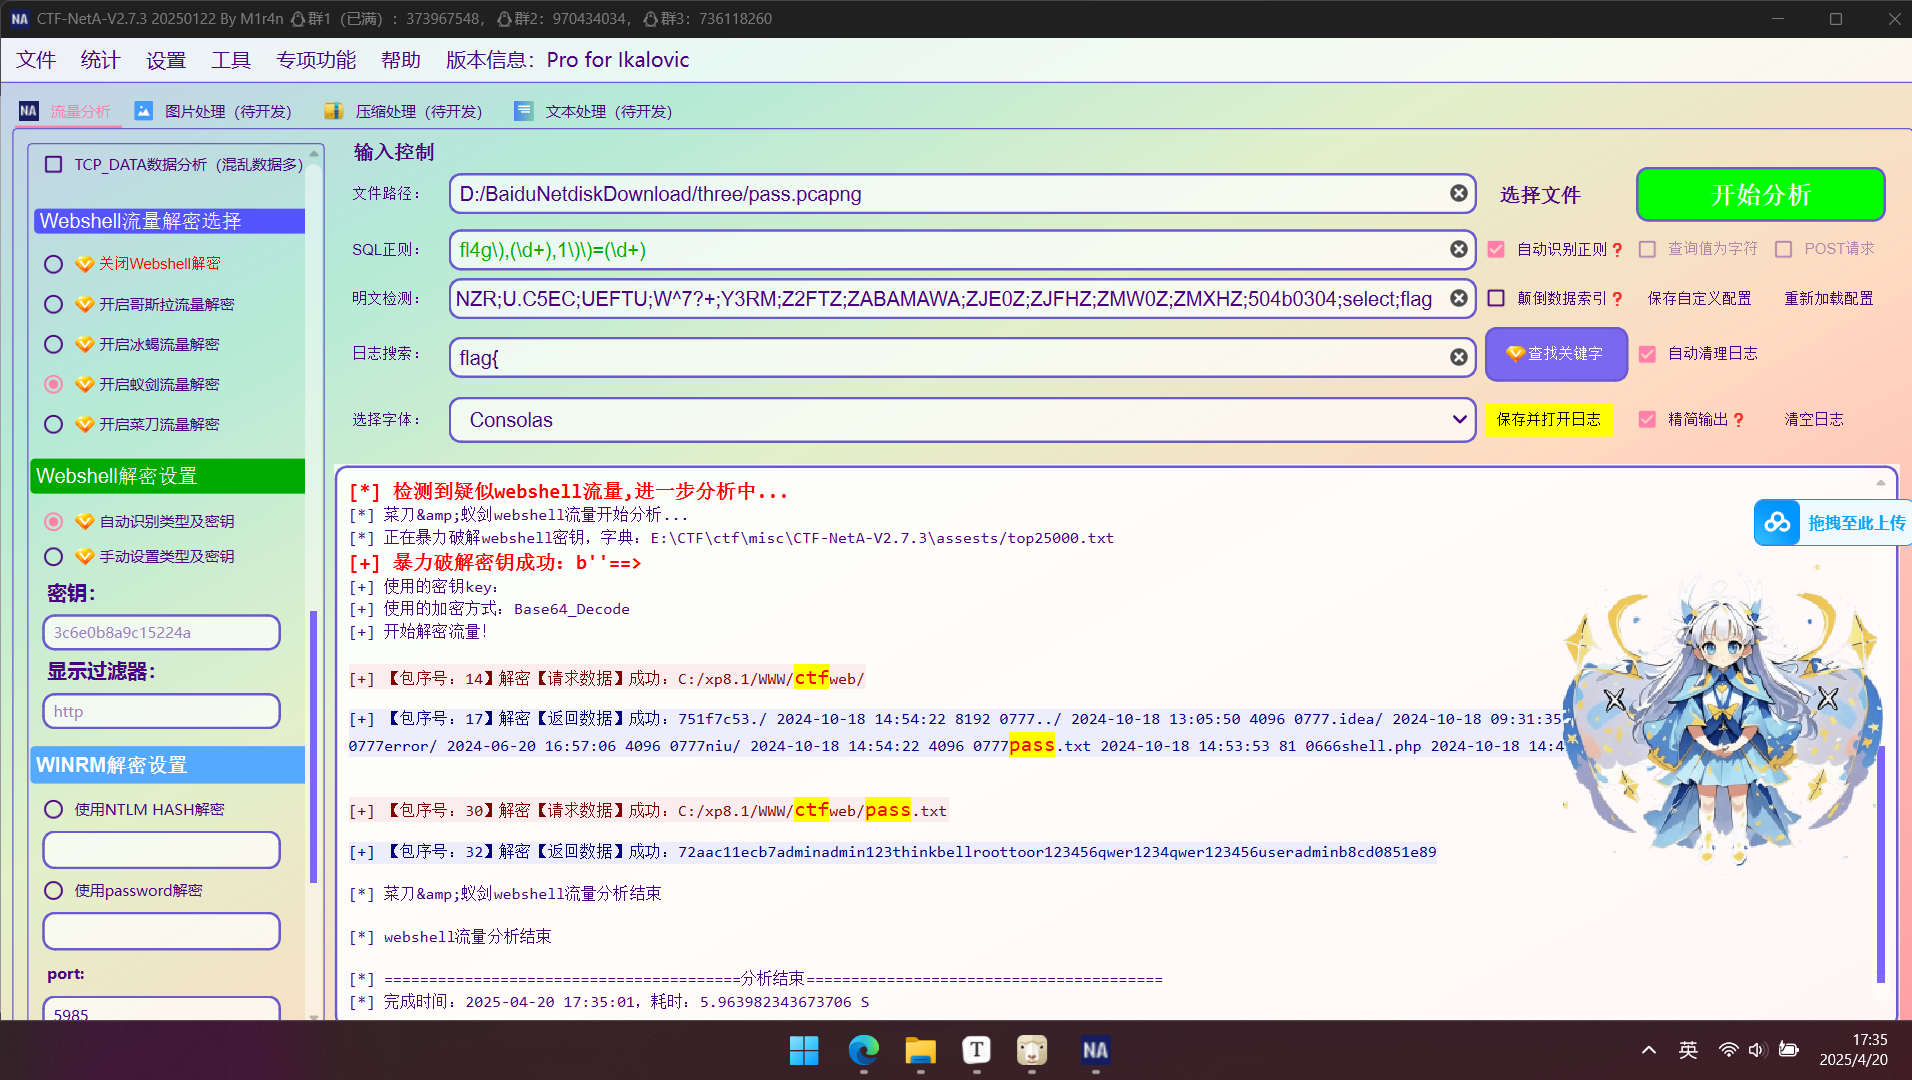 CTF-NetA-V2.7.3 20250122 By M1r4n 群1（已满）：373967548，群2：970434034，群3：736118260
文件 统计 设置 工具 专项功能 帮助 版本信息：Pro for Ikalovic
流量分析 图片处理（待开发） 压缩处理（待开发） 文本处理（待开发）
TCP_DATA数据分析（混乱数据多）
Webshell流量解密选择
关闭Webshell解密
开启哥斯拉流量解密
开启冰蝎流量解密
开启蚁剑流量解密
开启菜刀流量解密
Webshell解密设置
自动识别类型及密钥
手动设置类型及密钥
密钥：
3c6e0b8a9c15224a
显示过滤器：
http
WINRM解密设置
使用NTLM HASH解密
使用password解密
port:
5985
输入控制
文件路径： D:/BaiduNetdiskDownload/three/pass.pcapng 选择文件 开始分析
SQL正则： fl4g\),(\d+),1\)\)=(\d+) 自动识别正则❓ 查询值为字符 POST请求
明文检测： NZR;U.C5EC;UEFTU;W^7?+;Y3RM;Z2FTZ;ZABAMAWA;ZJE0Z;ZJFHZ;ZMW0Z;ZMXHZ;504b0304;select;flag 颠倒数据索引❓ 保存自定义配置 重新加载配置
日志搜索： flag{ 查找关键字 自动清理日志
选择字体： Consolas 保存并打开日志 精简输出❓ 清空日志
[*] 检测到疑似webshell流量,进一步分析中...
[*] 菜刀&amp;蚁剑webshell流量开始分析...
[*] 正在暴力破解webshell密钥，字典：E:\CTF\ctf\misc\CTF-NetA-V2.7.3\assests/top25000.txt
[+] 暴力破解密钥成功：b''==>
[+] 使用的密钥key：
[+] 使用的加密方式：Base64_Decode
[+] 开始解密流量！
[+] 【包序号：14】解密【请求数据】成功：C:/xp8.1/WWW/ctfweb/
[+] 【包序号：17】解密【返回数据】成功：751f7c53./ 2024-10-18 14:54:22 8192 0777../ 2024-10-18 13:05:50 4096 0777.idea/ 2024-10-18 09:31:35
0777error/ 2024-06-20 16:57:06 4096 0777niu/ 2024-10-18 14:54:22 4096 0777pass.txt 2024-10-18 14:53:53 81 0666shell.php 2024-10-18 14:4
[+] 【包序号：30】解密【请求数据】成功：C:/xp8.1/WWW/ctfweb/pass.txt
[+] 【包序号：32】解密【返回数据】成功：72aac11ecb7adminadmin123thinkbellroottoor123456qwer1234qwer123456useradminb8cd0851e89
[*] 菜刀&amp;蚁剑webshell流量分析结束
[*] webshell流量分析结束
[*] ========================================分析结束========================================
[*] 完成时间：2025-04-20 17:35:01，耗时：5.963982343673706 S
拖拽至此上传
NA
T
NA
英
17:35
2025/4/20